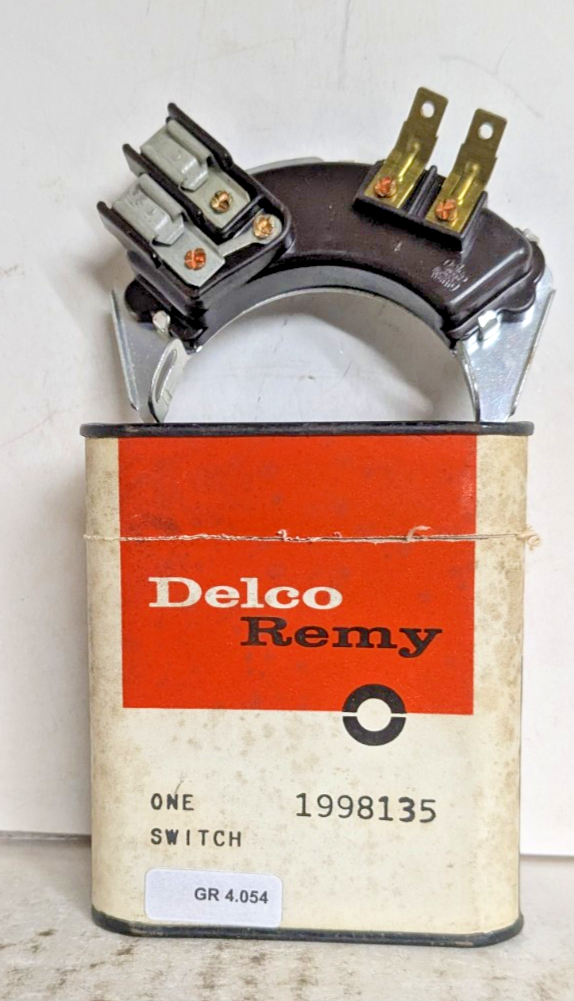 Delco
Remy
ONE 1998135
SWITCH
GR 4.054